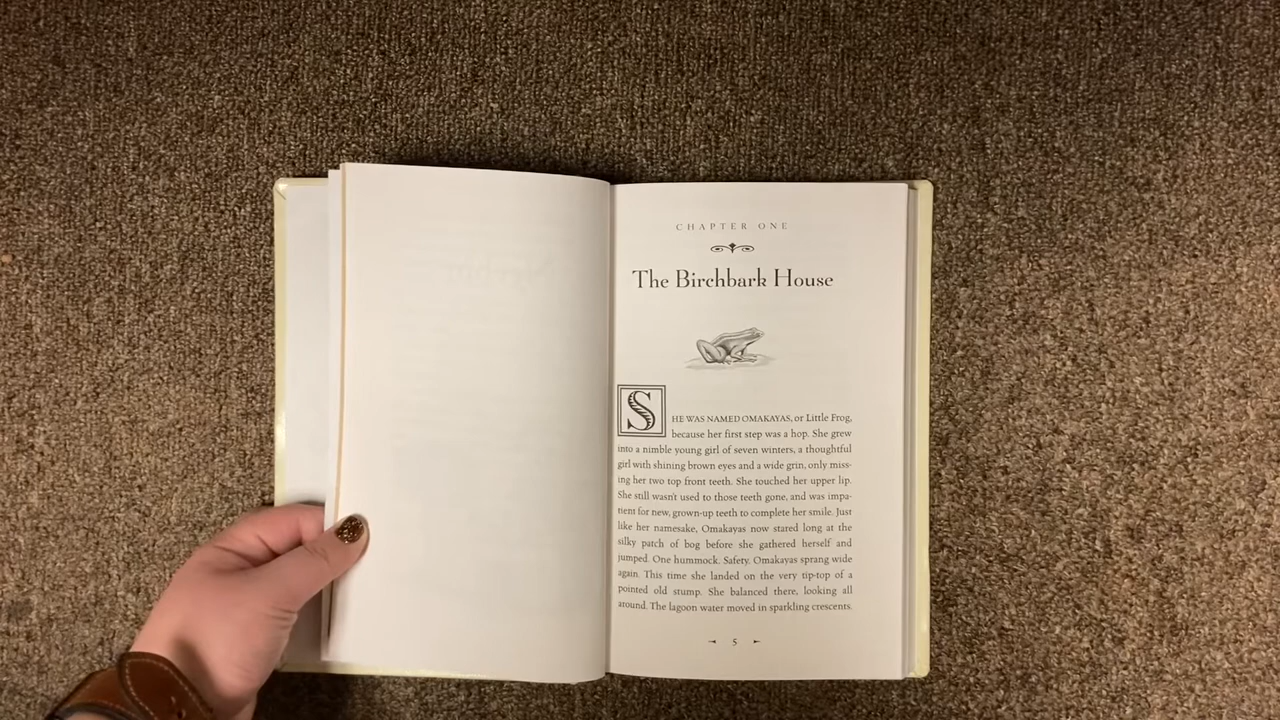 CHAPTER ONE
The Birchbark House
SHE WAS NAMED OMAKAYAS, or Little Frog,
because her first step was a hop. She grew
into a nimble young girl of seven winters, a thoughtful
girl with shining brown eyes and a wide grin, only miss-
ing her two top front teeth. She touched her upper lip.
She still wasn't used to those teeth gone, and was impa-
tient for new, grown-up teeth to complete her smile. Just
like her namesake, Omakayas now stared long at the
silky patch of bog before she gathered herself and
jumped. One hummock. Safety. Omakayas sprang wide
again. This time she landed on the very tip-top of a
pointed old stump. She balanced there, looking all
around. The lagoon water moved in sparkling crescents.
5